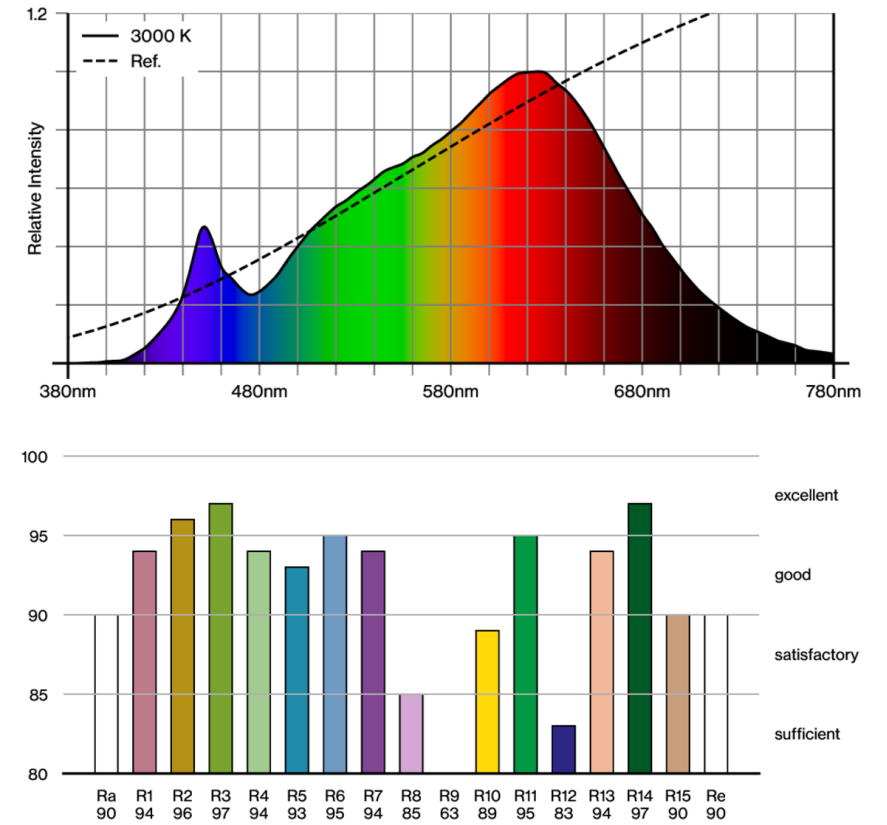 1.2
3000 K
Ref.
Relative Intensity
380nm 480nm 580nm 680nm 780nm
100
excellent
95
good
90
satisfactory
85
sufficient
80
Ra R1 R2 R3 R4 R5 R6 R7 R8 R9 R10 R11 R12 R13 R14 R15 Re
90 94 96 97 94 93 95 94 85 63 89 95 83 94 97 90 90